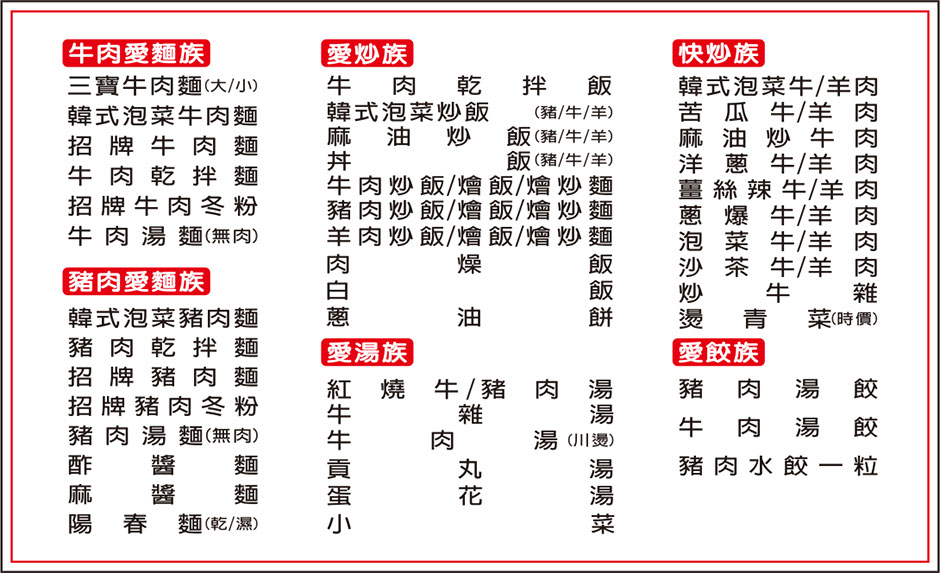 牛肉愛麵族
三寶牛肉麵(大/小)
韓式泡菜牛肉麵
招牌牛肉麵
牛肉乾拌麵
招牌牛肉冬粉
牛肉湯麵(無肉)
豬肉愛麵族
韓式泡菜豬肉麵
豬肉乾拌麵
招牌豬肉麵
招牌豬肉冬粉
豬肉湯麵(無肉)
酢醬麵
麻醬麵
陽春麵(乾/濕)
愛炒族
牛肉乾拌飯
韓式泡菜炒飯(豬/牛/羊)
麻油炒飯(豬/牛/羊)
丼飯(豬/牛/羊)
牛肉炒飯/燴飯/燴炒麵
豬肉炒飯/燴飯/燴炒麵
羊肉炒飯/燴飯/燴炒麵
肉燥飯
白飯
蔥油餅
愛湯族
紅燒牛/豬肉湯
牛雜湯
牛肉湯(川燙)
貢丸湯
蛋花湯
小菜
快炒族
韓式泡菜牛/羊肉
苦瓜牛/羊肉
麻油炒牛肉
洋蔥牛/羊肉
薑絲辣牛/羊肉
蔥爆牛/羊肉
泡菜牛/羊肉
沙茶牛/羊肉
炒牛雜
燙青菜(時價)
愛餃族
豬肉湯餃
牛肉湯餃
豬肉水餃一粒